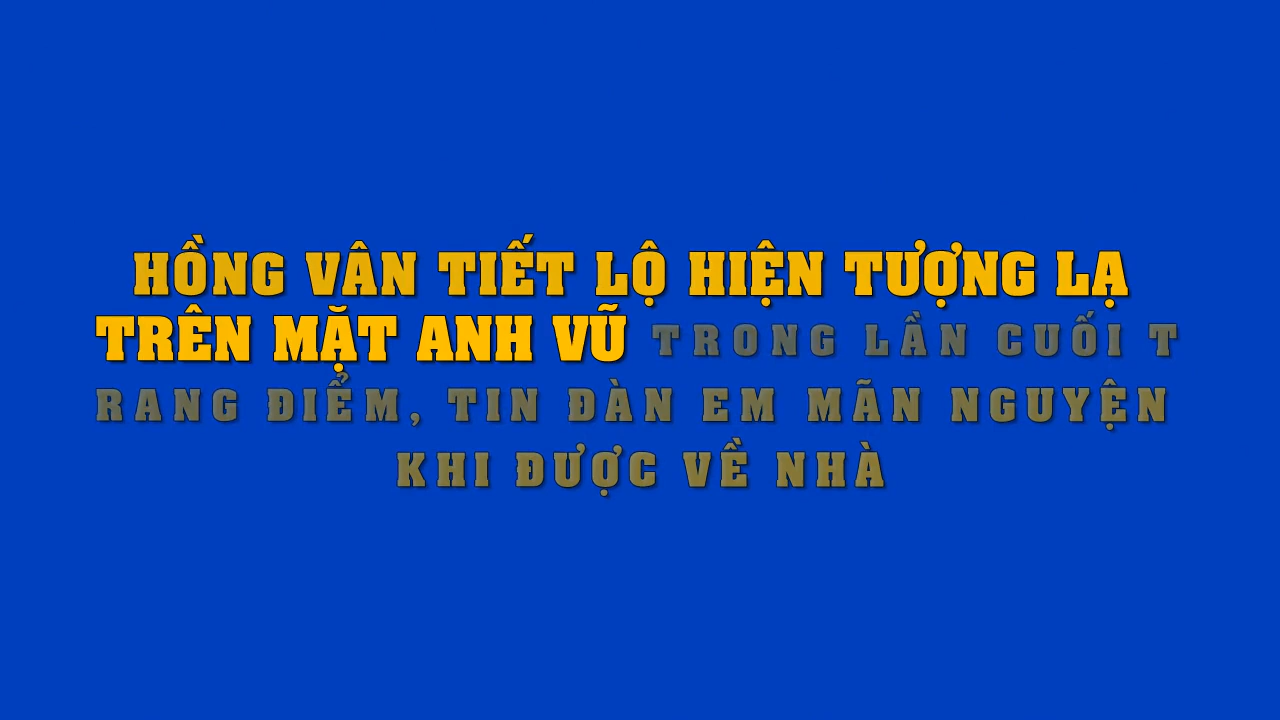 HỒNG VÂN TIẾT LỘ HIỆN TƯỢNG LẠ
TRÊN MẶT ANH VŨ TRONG LẦN CUỐI T
RANG ĐIỂM, TIN ĐÀN EM MÃN NGUYỆN
KHI ĐƯỢC VỀ NHÀ